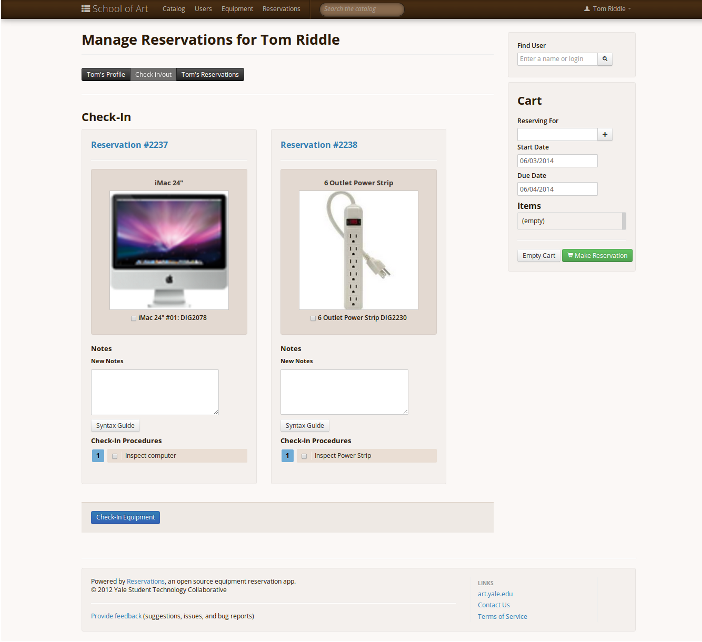 School of Art Catalog Users Equipment Reservations Search the catalog Tom Riddle
Manage Reservations for Tom Riddle
Tom's Profile Check in/out Tom's Reservations
Check-In
Reservation #2237
iMac 24"
iMac 24" #01: DIG2078
Notes
New Notes
Syntax Guide
Check-In Procedures
1 Inspect computer
Reservation #2238
6 Outlet Power Strip
6 Outlet Power Strip DIG2230
Notes
New Notes
Syntax Guide
Check-In Procedures
1 Inspect Power Strip
Check-In Equipment
Find User
Enter a name or login
Cart
Reserving For
+
Start Date
06/03/2014
Due Date
06/04/2014
Items
(empty)
Empty Cart Make Reservation
Powered by Reservations, an open source equipment reservation app.
© 2012 Yale Student Technology Collaborative
Provide feedback (suggestions, issues, and bug reports)
LINKS
art.yale.edu
Contact Us
Terms of Service